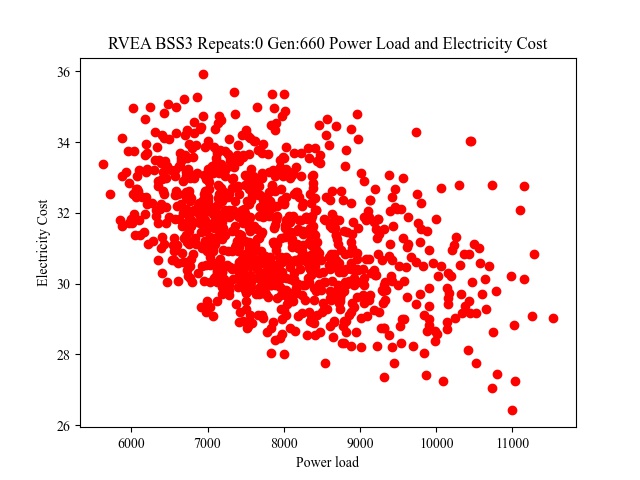 RVEA BSS3 Repeats:0 Gen:660 Power Load and Electricity Cost
36
34
32
30
28
26
Electricity Cost
6000 7000 8000 9000 10000 11000
Power load